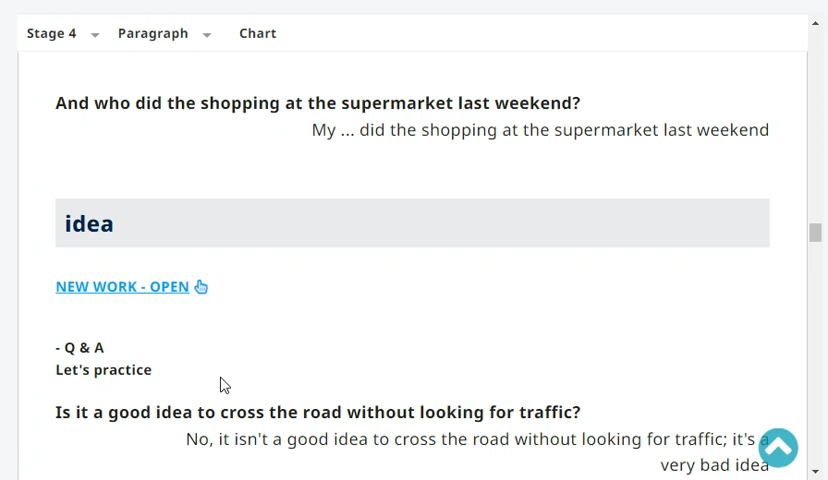 Stage 4 Paragraph Chart
And who did the shopping at the supermarket last weekend?
My ... did the shopping at the supermarket last weekend
idea
NEW WORK - OPEN
- Q & A
Let's practice
Is it a good idea to cross the road without looking for traffic?
No, it isn't a good idea to cross the road without looking for traffic; it's a
very bad idea